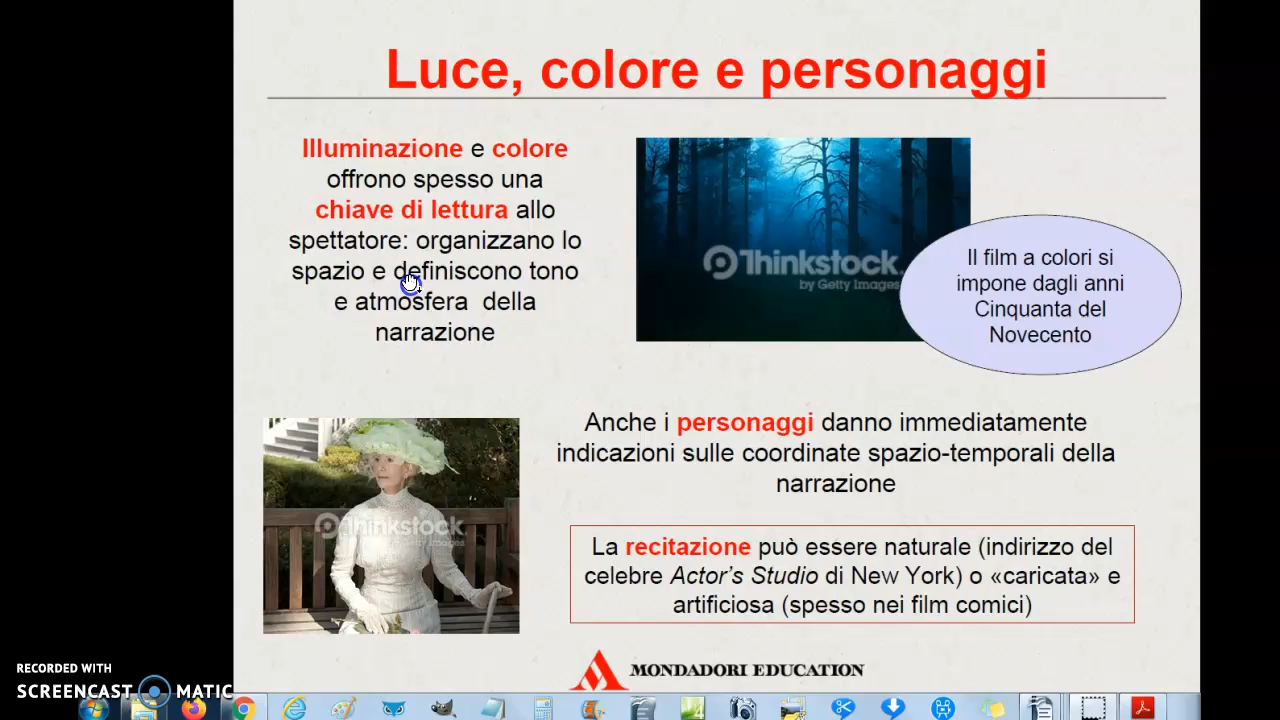 Luce, colore e personaggi
Illuminazione e colore
offrono spesso una
chiave di lettura allo
spettatore: organizzano lo
spazio e definiscono tono
e atmosfera della
narrazione
Thinkstock.
by Getty Images
Il film a colori si
impone dagli anni
Cinquanta del
Novecento
Anche i personaggi danno immediatamente
indicazioni sulle coordinate spazio-temporali della
narrazione
Thinkstock.
by Getty Images
La recitazione può essere naturale (indirizzo del
celebre Actor's Studio di New York) o «caricata» e
artificiosa (spesso nei film comici)
MONDADORI EDUCATION
RECORDED WITH
SCREENCAST MATIC